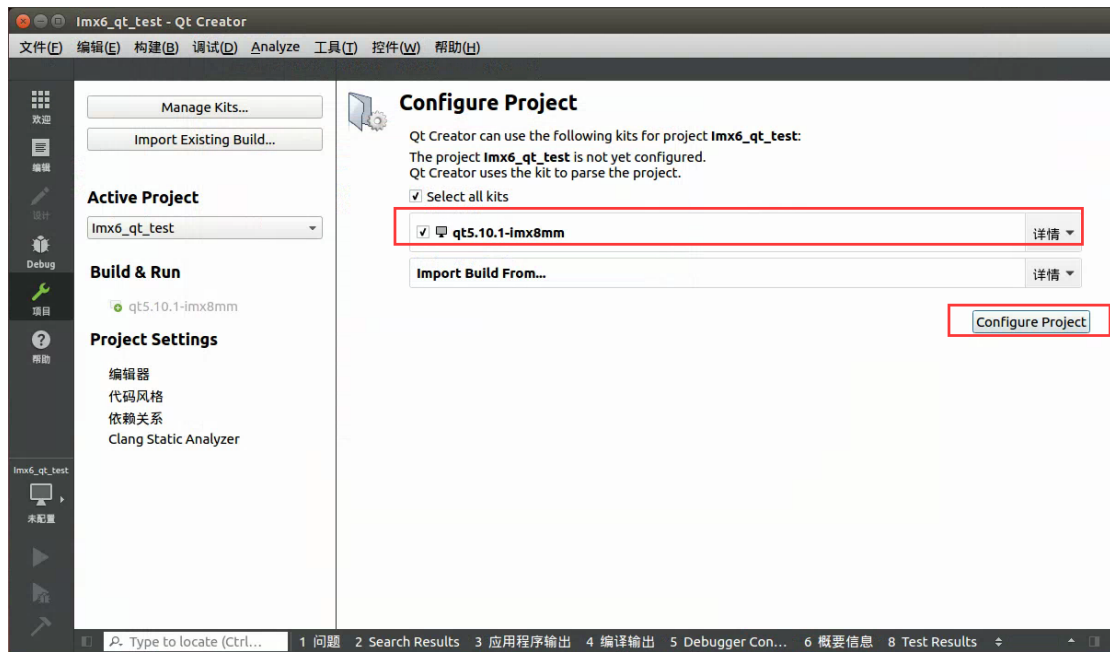 Imx6_qt_test - Qt Creator
文件(F) 编辑(E) 构建(B) 调试(D) Analyze 工具(T) 控件(W) 帮助(H)
欢迎
编辑
设计
Debug
项目
帮助
Imx6_qt_test
未配置
Manage Kits...
Import Existing Build...
Active Project
Imx6_qt_test
Build & Run
qt5.10.1-imx8mm
Project Settings
编辑器
代码风格
依赖关系
Clang Static Analyzer
Configure Project
Qt Creator can use the following kits for project Imx6_qt_test:
The project Imx6_qt_test is not yet configured.
Qt Creator uses the kit to parse the project.
Select all kits
qt5.10.1-imx8mm 详情
Import Build From... 详情
Configure Project
Type to locate (Ctrl... 1 问题 2 Search Results 3 应用程序输出 4 编译输出 5 Debugger Con... 6 概要信息 8 Test Results